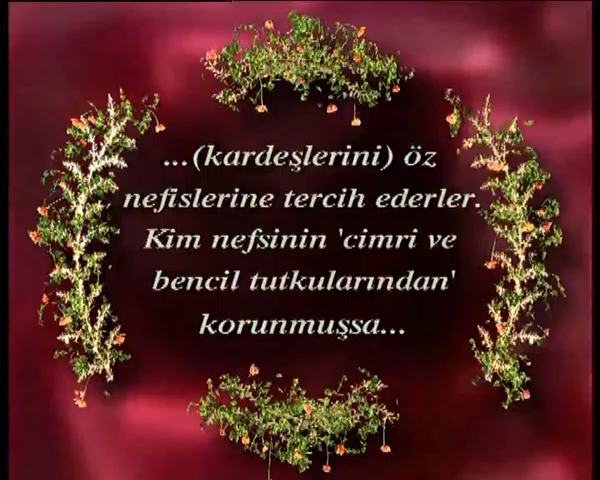 ...(kardeşlerini) öz
nefislerine tercih ederler.
Kim nefsinin 'cimri ve
bencil tutkularından'
korunmuşsa...